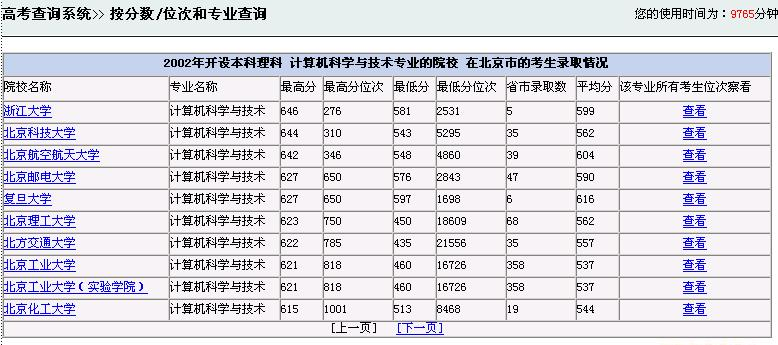 高考查询系统>> 按分数/位次和专业查询 您的使用时间为：9765分钟
2002年开设本科理科 计算机科学与技术专业的院校 在北京市的考生录取情况
院校名称 专业名称 最高分 最高分位次 最低分 最低分位次 省市录取数 平均分 该专业所有考生位次察看
浙江大学 计算机科学与技术 646 276 581 2531 5 599 查看
北京科技大学 计算机科学与技术 644 310 543 5295 35 562 查看
北京航空航天大学 计算机科学与技术 642 346 548 4860 39 604 查看
北京邮电大学 计算机科学与技术 627 650 576 2843 47 590 查看
复旦大学 计算机科学与技术 627 650 597 1698 6 616 查看
北京理工大学 计算机科学与技术 623 750 450 18609 68 562 查看
北方交通大学 计算机科学与技术 622 785 435 21556 35 557 查看
北京工业大学 计算机科学与技术 621 818 460 16726 358 537 查看
北京工业大学（实验学院） 计算机科学与技术 621 818 460 16726 358 537 查看
北京化工大学 计算机科学与技术 615 1001 513 8468 19 544 查看
[上一页] [下一页]